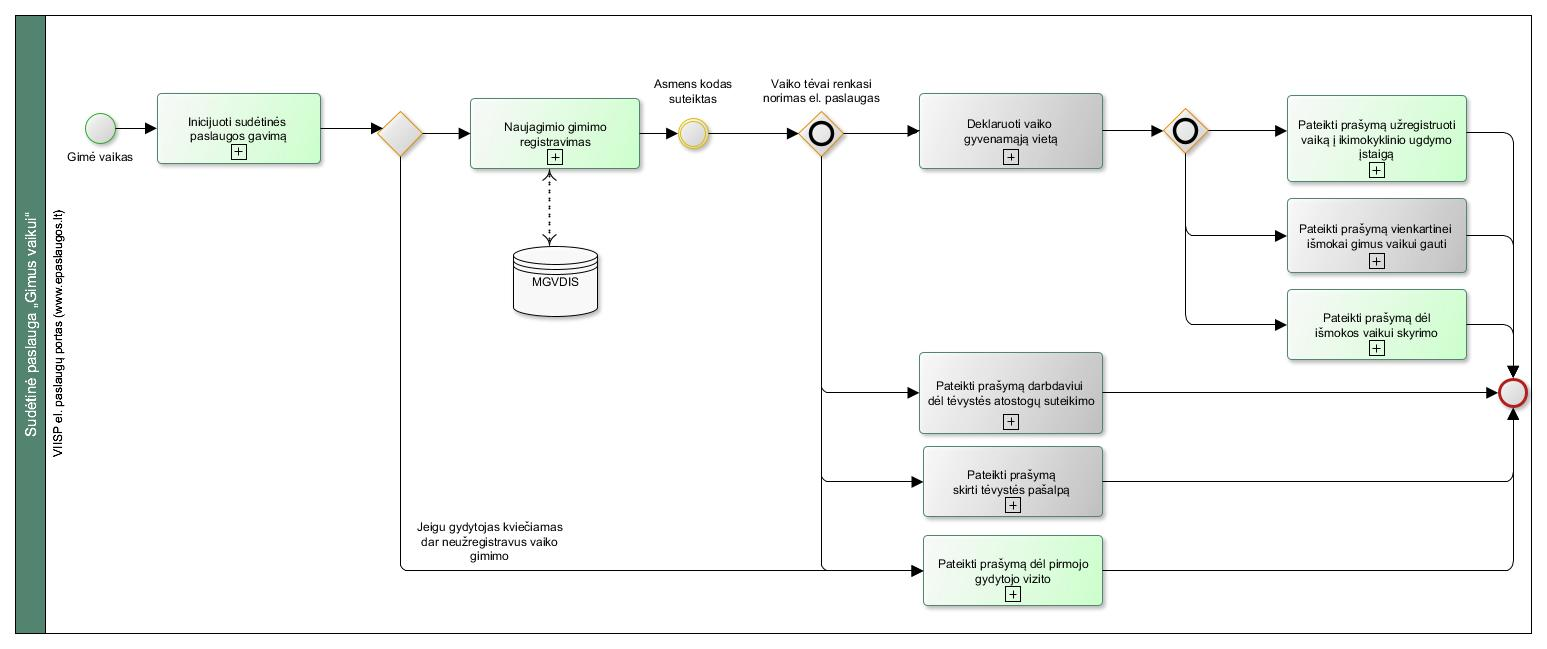 Sudėtinė paslauga „Gimus vaikui“
VIISP el. paslaugų portas (www.epaslaugos.lt)
Gimė vaikas
Inicijuoti sudėtinės
paslaugos gavimą
Naujagimio gimimo
registravimas
MGVDIS
Asmens kodas
suteiktas
Vaiko tėvai renkasi
norimas el. paslaugas
Deklaruoti vaiko
gyvenamąją vietą
Pateikti prašymą užregistruoti
vaiką į ikimokyklinio ugdymo
įstaigą
Pateikti prašymą vienkartinei
išmokai gimus vaikui gauti
Pateikti prašymą dėl
išmokos vaikui skyrimo
Pateikti prašymą darbdaviui
dėl tėvystės atostogų suteikimo
Pateikti prašymą
skirti tėvystės pašalpą
Jeigu gydytojas kviečiamas
dar neužregistravus vaiko
gimimo
Pateikti prašymą dėl pirmojo
gydytojo vizito